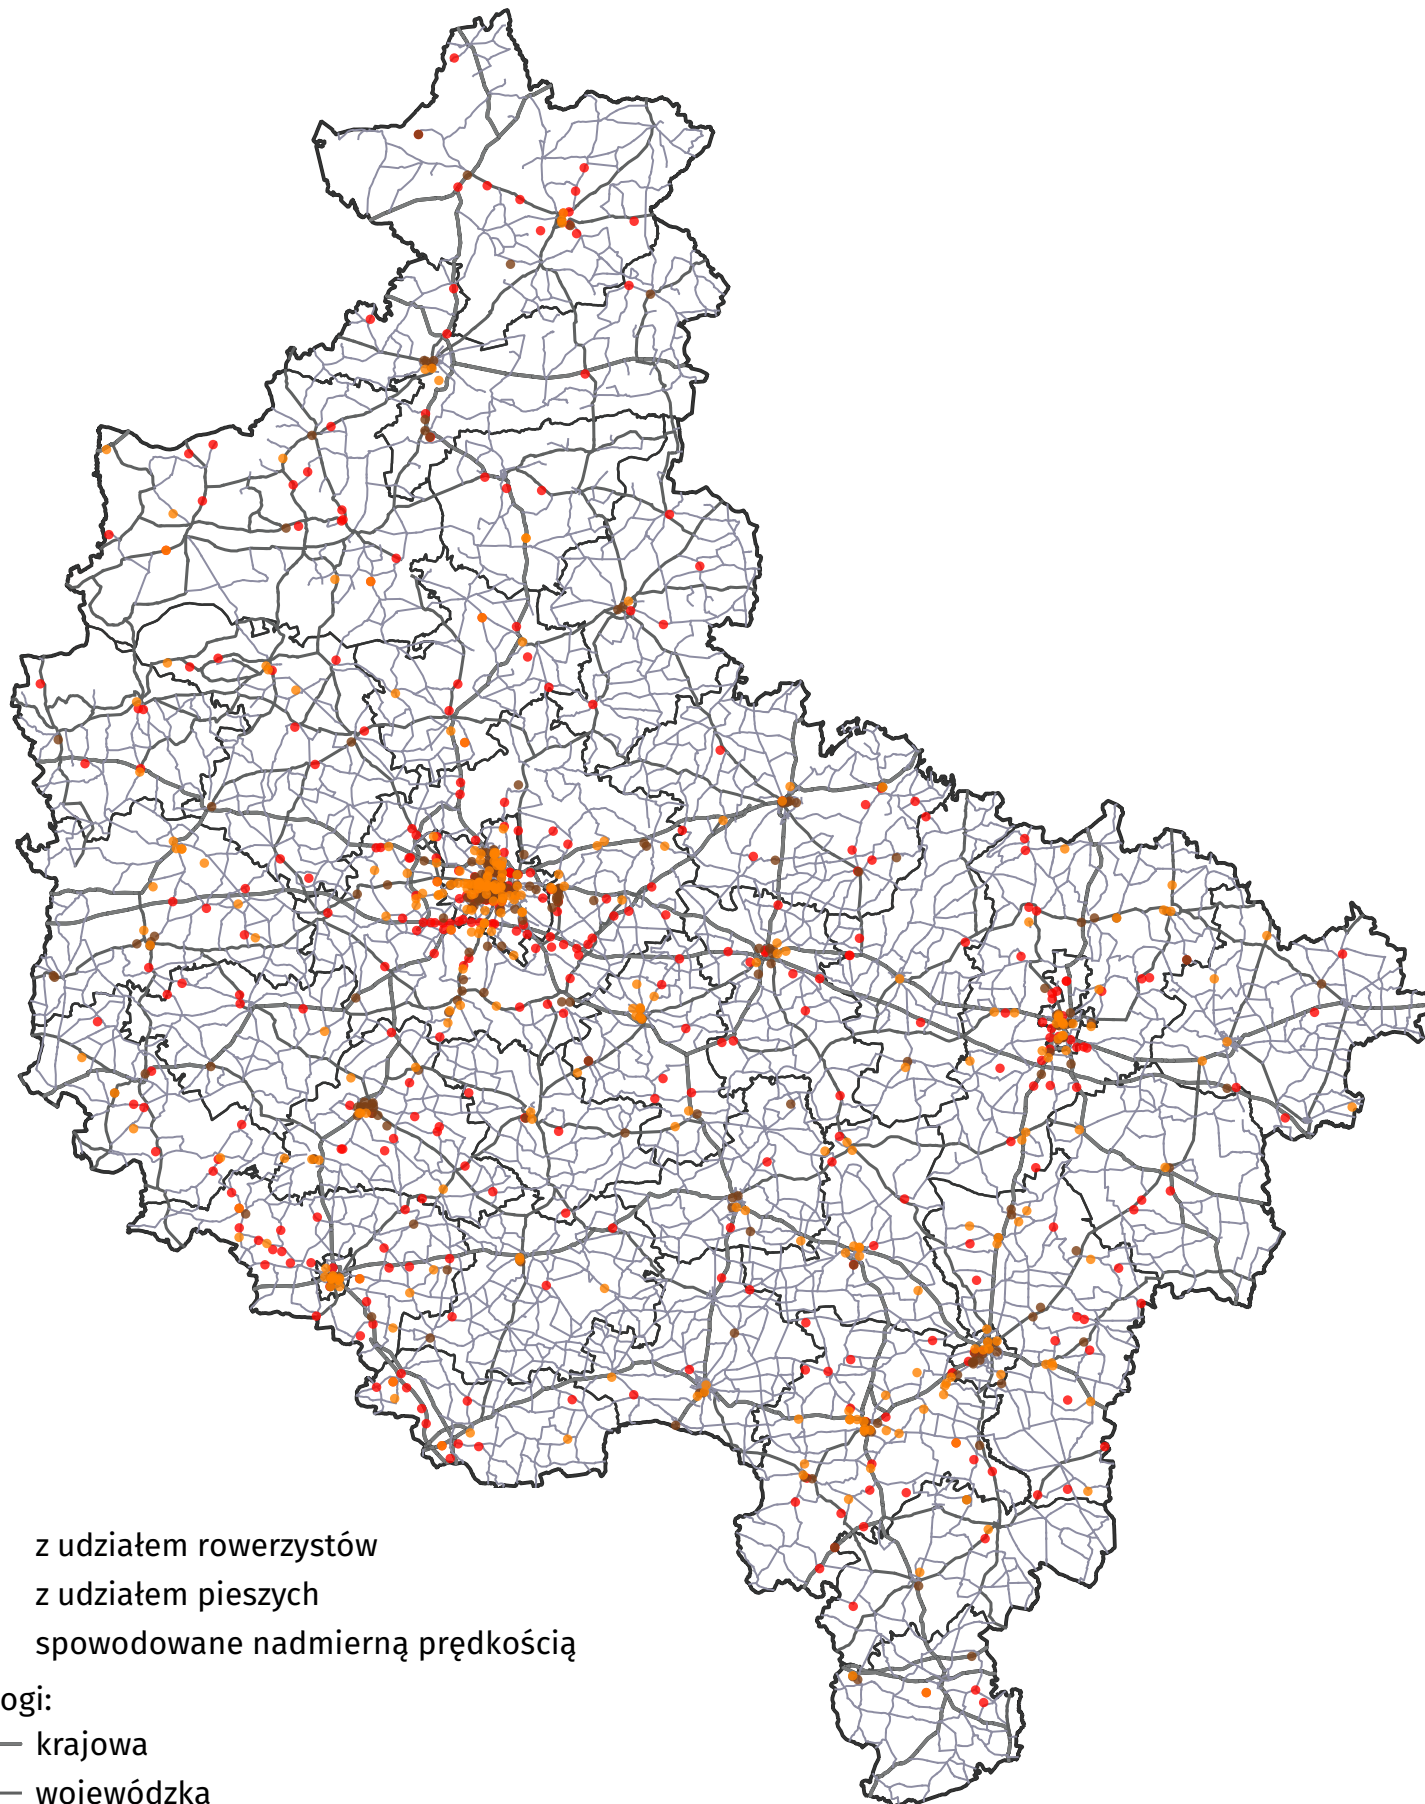 z udziałem rowerzystów
z udziałem pieszych
spowodowane nadmierną prędkością
ogi:
krajowa
wojewódzka